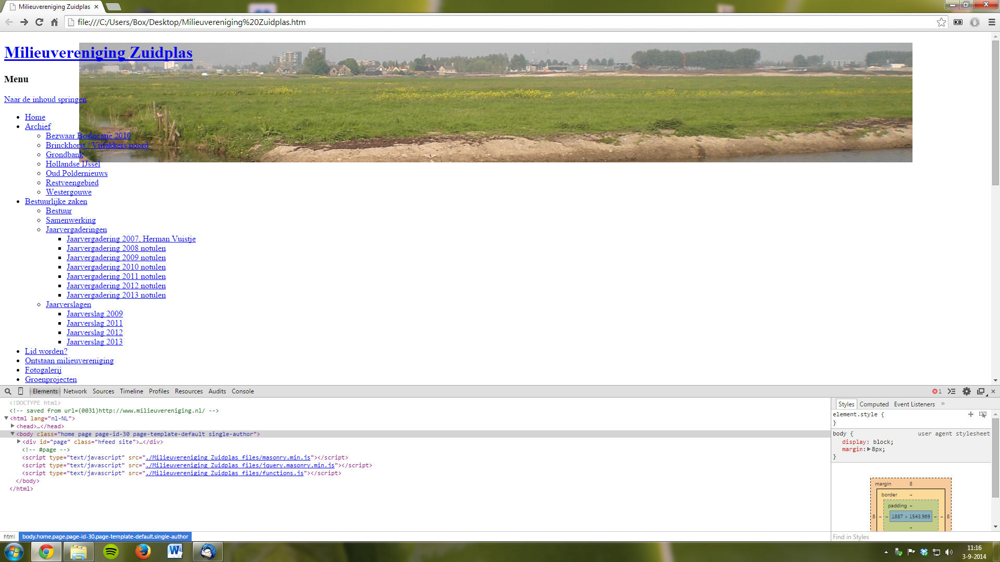 Milieuvereniging Zuidplas
file:///C:/Users/Box/Desktop/Milieuvereniging%20Zuidplas.htm
KB
Milieuvereniging Zuidplas
Menu
Naar de inhoud springen
Home
Archief
Bezwaar Boslocatie 2010
Brinckhorst / Vijfakkers noord
Grondbank
Hollandse IJssel
Oud Poldernieuws
Restveengebied
Westergouwe
Bestuurlijke zaken
Bestuur
Samenwerking
Jaarvergaderingen
Jaarvergadering 2007. Herman Vuistje
Jaarvergadering 2008 notulen
Jaarvergadering 2009 notulen
Jaarvergadering 2010 notulen
Jaarvergadering 2011 notulen
Jaarvergadering 2012 notulen
Jaarvergadering 2013 notulen
Jaarverslagen
Jaarverslag 2009
Jaarverslag 2011
Jaarverslag 2012
Jaarverslag 2013
Lid worden?
Ontstaan milieuvereniging
Fotogalerij
Groenprojecten
Elements Network Sources Timeline Profiles Resources Audits Console 1
<!DOCTYPE html>
<!-- saved from url=(0031)http://www.milieuvereniging.nl/ -->
<html lang="nl-NL">
<head>…</head>
<body class="home page page-id-30 page-template-default single-author">
<div id="page" class="hfeed site">…</div>
<!-- #page -->
<script type="text/javascript" src="./Milieuvereniging Zuidplas_files/masonry.min.js"></script>
<script type="text/javascript" src="./Milieuvereniging Zuidplas_files/jquery.masonry.min.js"></script>
<script type="text/javascript" src="./Milieuvereniging Zuidplas_files/functions.js"></script>
</body>
</html>
html body.home.page.page-id-30.page-template-default.single-author
Styles Computed Event Listeners »
element.style {
}
body { user agent stylesheet
display: block;
margin: 8px;
}
margin 8
border –
padding –
8 – – 1887 × 1543.969 – – 8
–
Find in Styles
11:16
3-9-2014